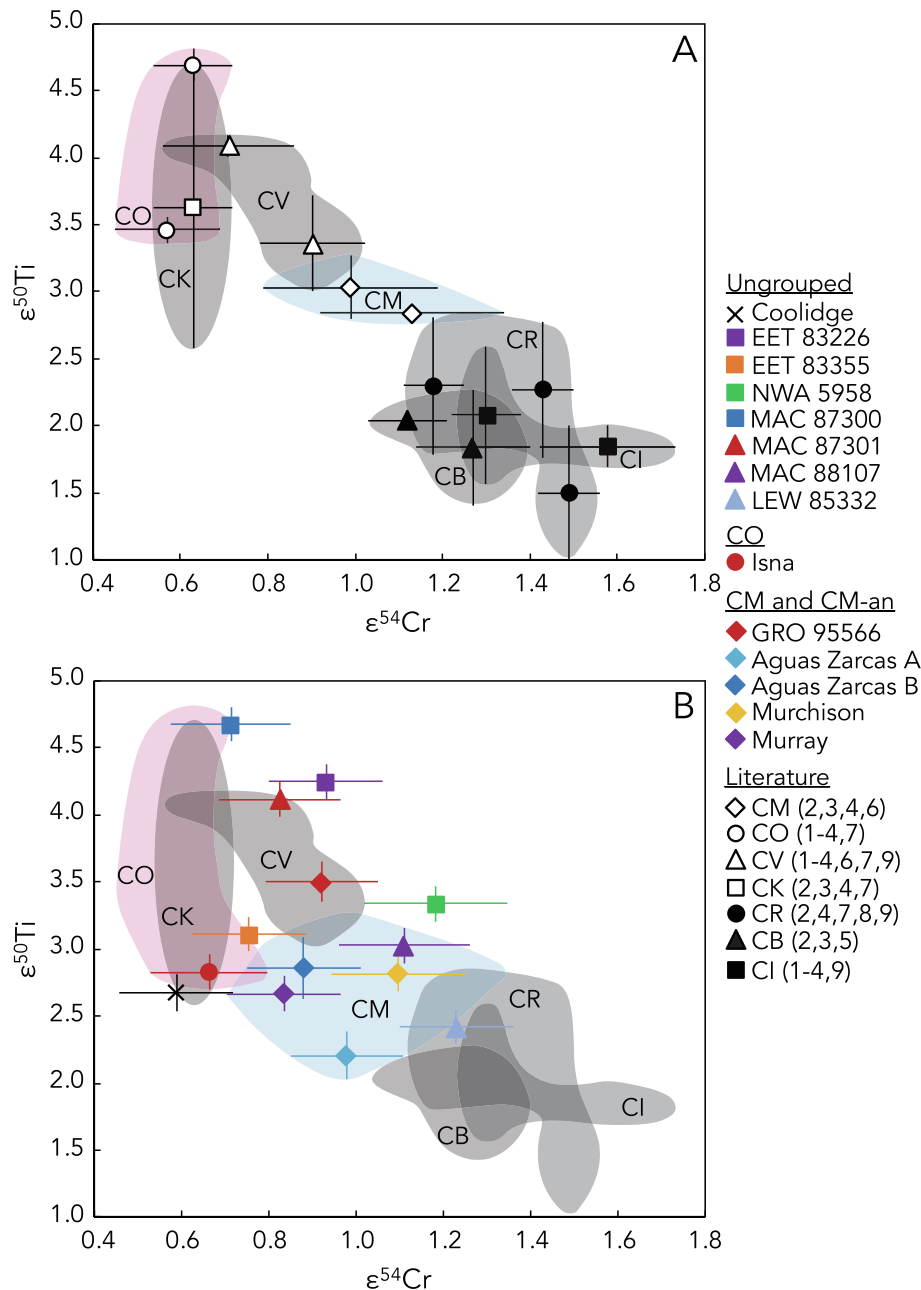 A
5.0
4.5
4.0
3.5
3.0
2.5
2.0
1.5
1.0
ε⁵⁰Ti
CO
CK
CV
CM
CR
CB
CI
0.4 0.6 0.8 1.0 1.2 1.4 1.6 1.8
ε⁵⁴Cr
B
5.0
4.5
4.0
3.5
3.0
2.5
2.0
1.5
1.0
ε⁵⁰Ti
CO
CK
CV
CM
CR
CB
CI
0.4 0.6 0.8 1.0 1.2 1.4 1.6 1.8
ε⁵⁴Cr
Ungrouped
Coolidge
EET 83226
EET 83355
NWA 5958
MAC 87300
MAC 87301
MAC 88107
LEW 85332
CO
Isna
CM and CM-an
GRO 95566
Aguas Zarcas A
Aguas Zarcas B
Murchison
Murray
Literature
CM (2,3,4,6)
CO (1-4,7)
CV (1-4,6,7,9)
CK (2,3,4,7)
CR (2,4,7,8,9)
CB (2,3,5)
CI (1-4,9)